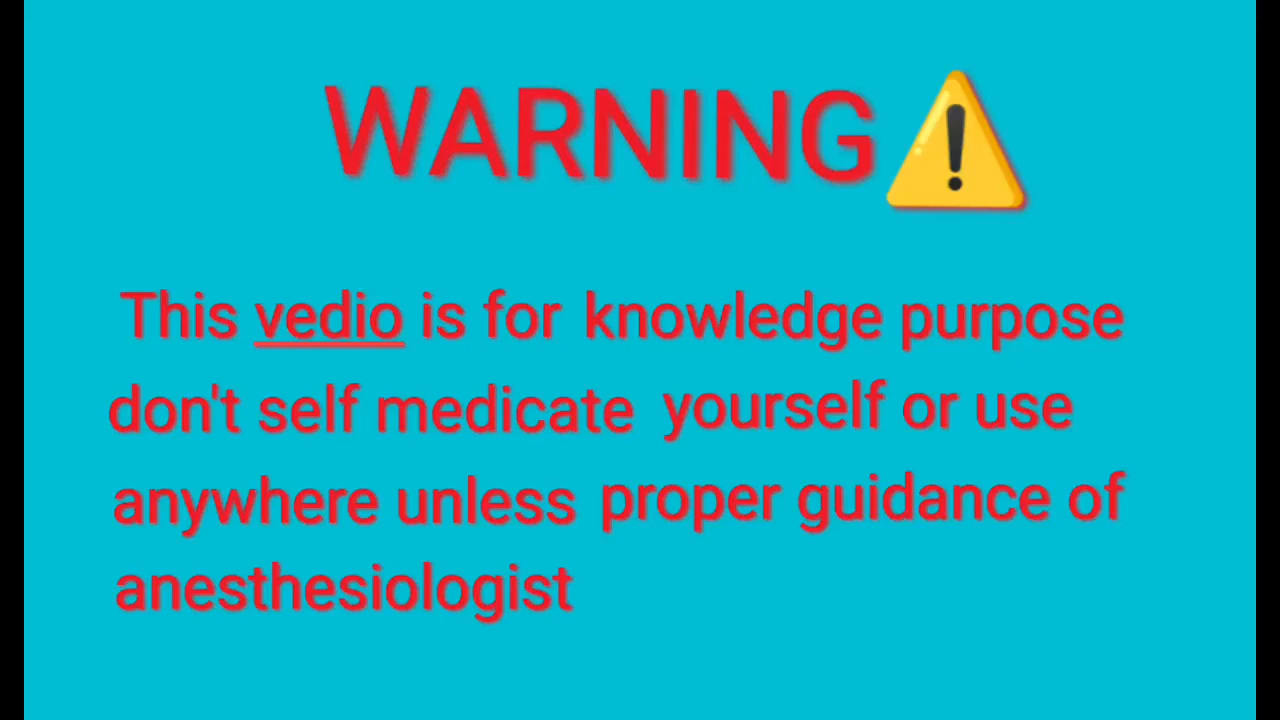 WARNING⚠️
This vedio is for knowledge purpose
don't self medicate yourself or use
anywhere unless proper guidance of
anesthesiologist